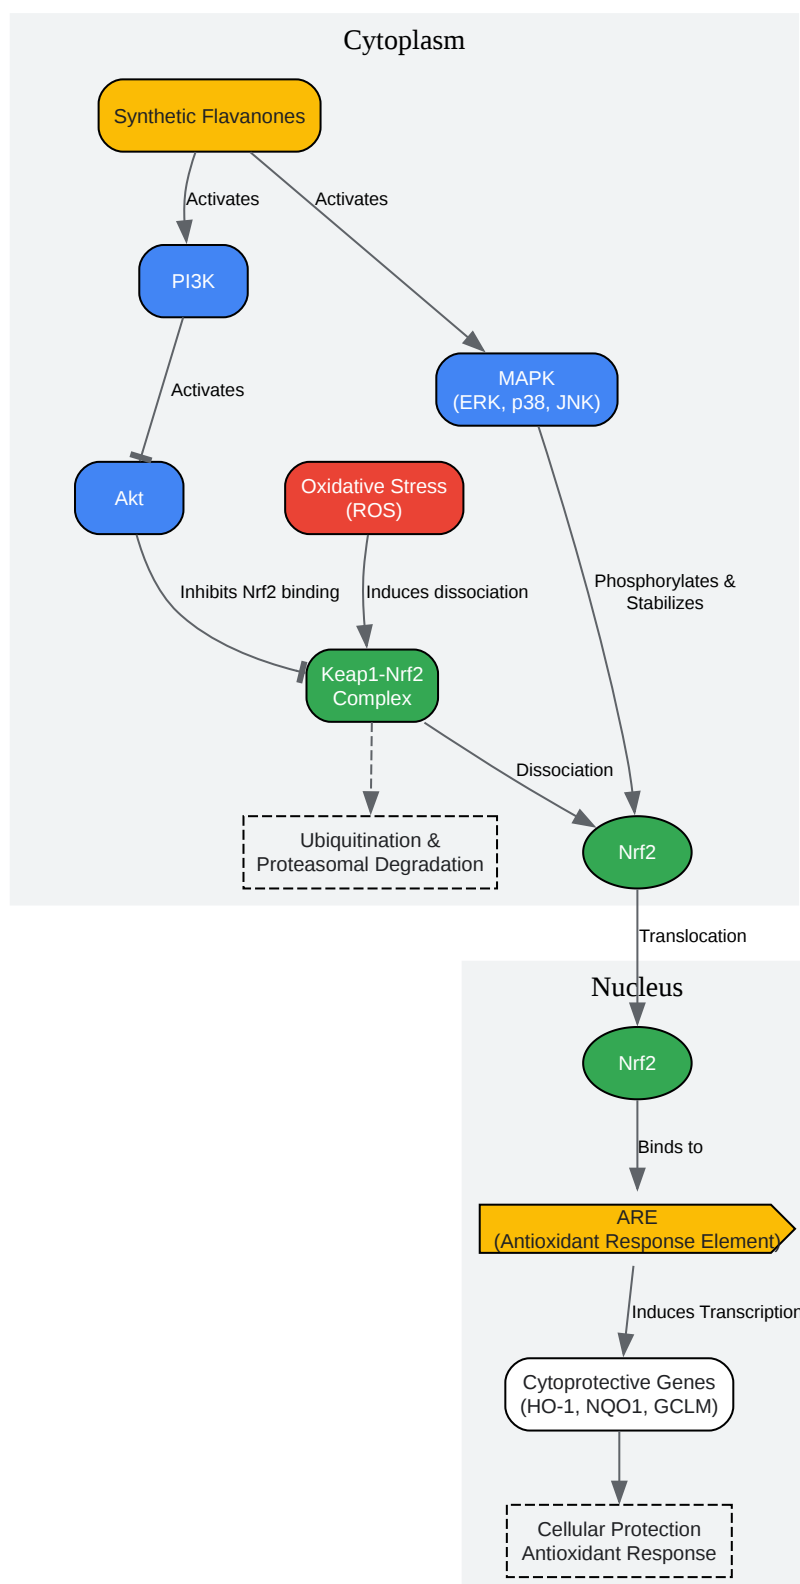 Cytoplasm
Synthetic Flavanones
Activates
Activates
PI3K
MAPK
(ERK, p38, JNK)
Activates
Akt
Oxidative Stress
(ROS)
Inhibits Nrf2 binding
Induces dissociation
Phosphorylates &
Stabilizes
Keap1-Nrf2
Complex
Dissociation
Ubiquitination &
Proteasomal Degradation
Nrf2
Translocation
Nucleus
Nrf2
Binds to
ARE
(Antioxidant Response Element)
Induces Transcription
Cytoprotective Genes
(HO-1, NQO1, GCLM)
Cellular Protection
Antioxidant Response